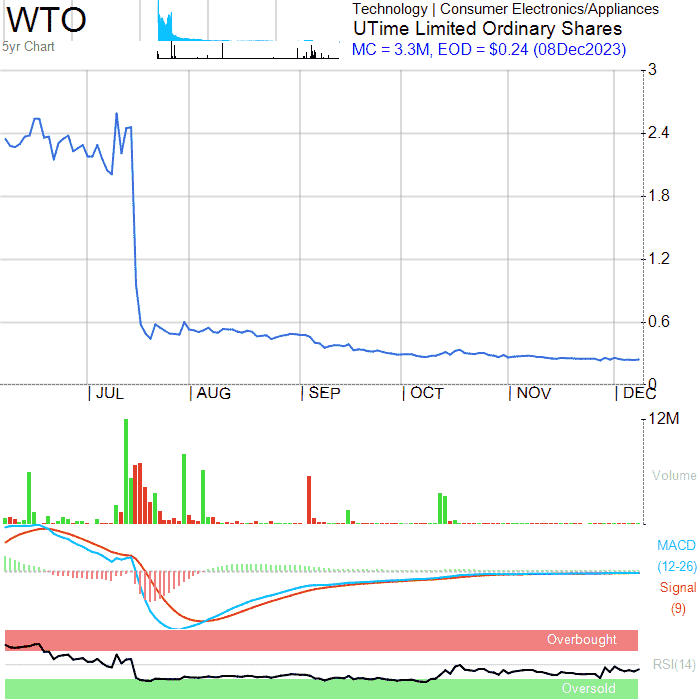 WTO
5yr Chart
Technology | Consumer Electronics/Appliances
UTime Limited Ordinary Shares
MC = 3.3M, EOD = $0.24 (08Dec2023)
3
2.4
1.8
1.2
0.6
0
JUL AUG SEP OCT NOV DEC
12M
Volume
MACD
(12-26)
Signal
(9)
Overbought
RSI(14)
Oversold